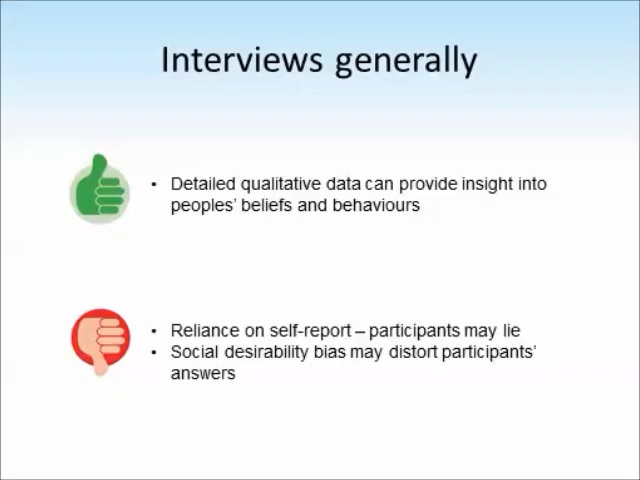 Interviews generally
• Detailed qualitative data can provide insight into
peoples' beliefs and behaviours
• Reliance on self-report – participants may lie
• Social desirability bias may distort participants'
answers